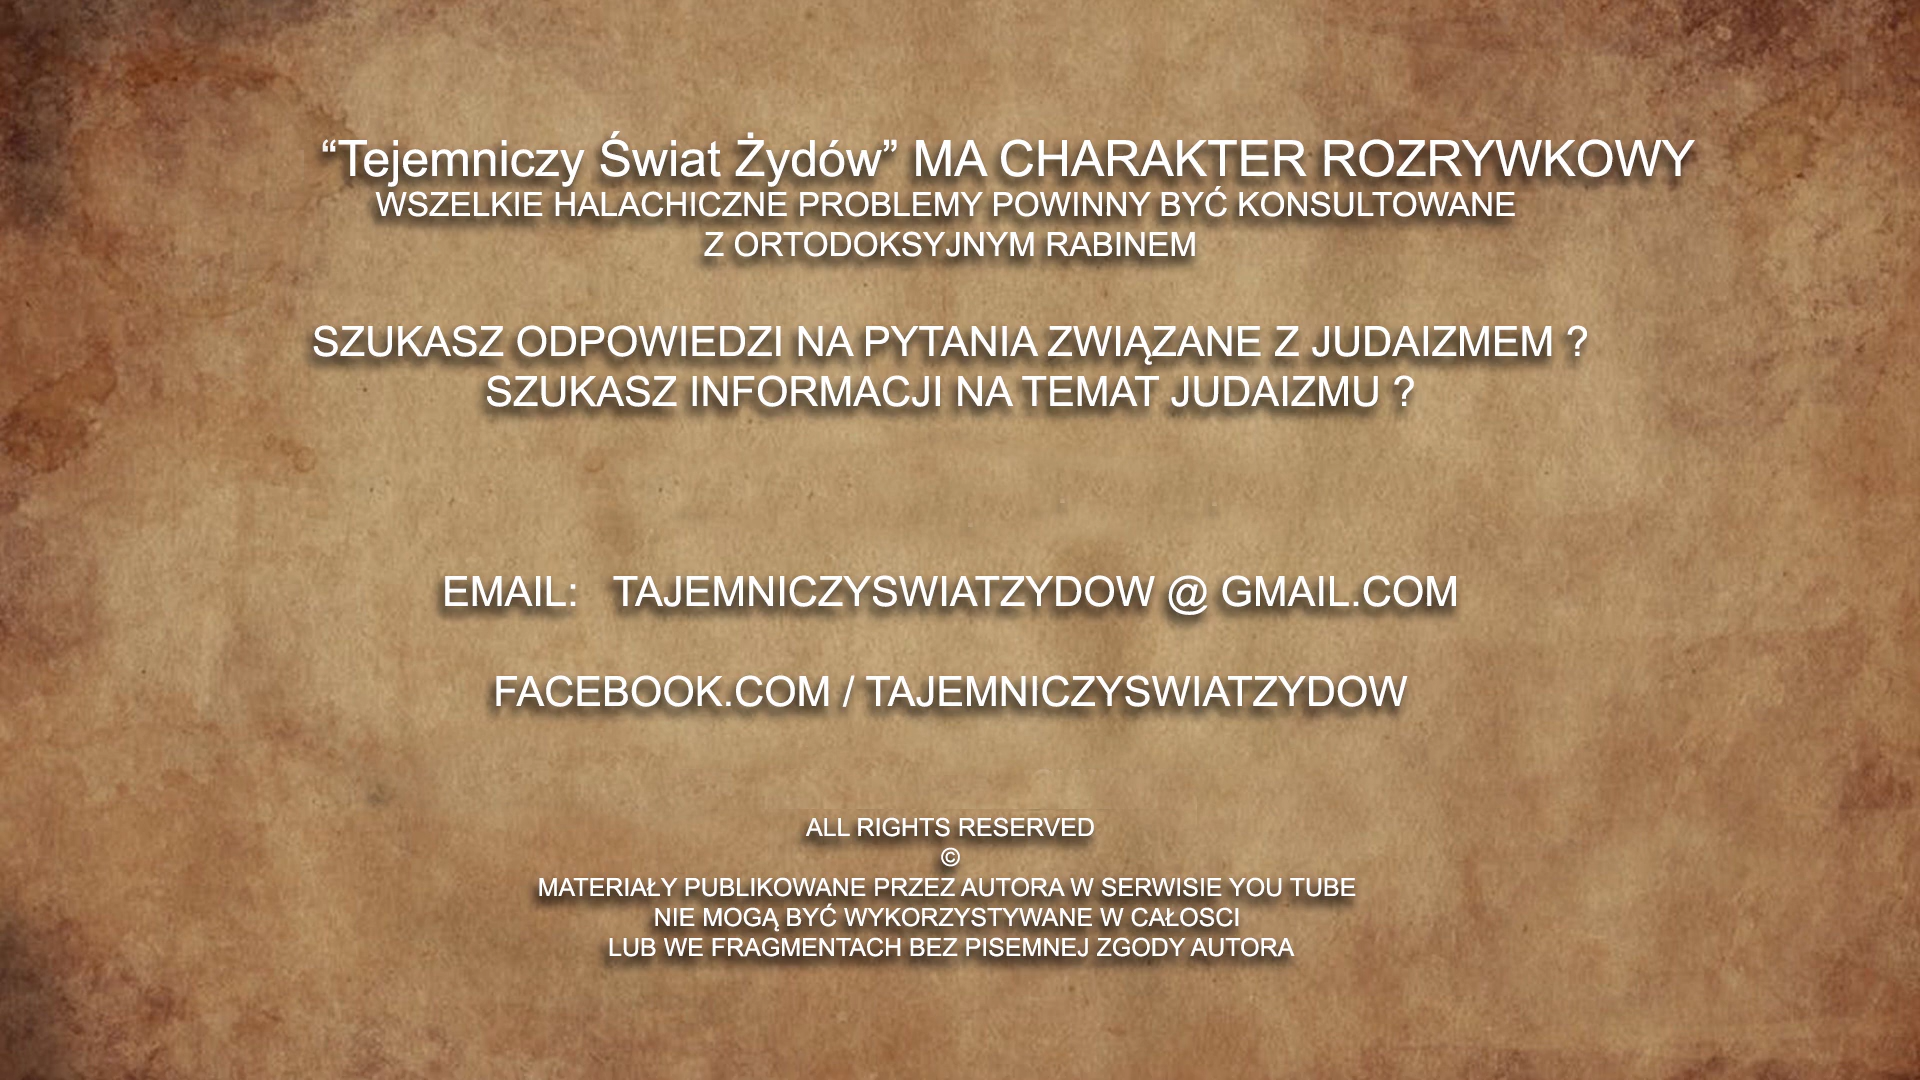 “Tejemniczy Świat Żydów” MA CHARAKTER ROZRYWKOWY
WSZELKIE HALACHICZNE PROBLEMY POWINNY BYĆ KONSULTOWANE
Z ORTODOKSYJNYM RABINEM
SZUKASZ ODPOWIEDZI NA PYTANIA ZWIĄZANE Z JUDAIZMEM ?
SZUKASZ INFORMACJI NA TEMAT JUDAIZMU ?
EMAIL: TAJEMNICZYSWIATZYDOW @ GMAIL.COM
FACEBOOK.COM / TAJEMNICZYSWIATZYDOW
ALL RIGHTS RESERVED
©
MATERIAŁY PUBLIKOWANE PRZEZ AUTORA W SERWISIE YOU TUBE
NIE MOGĄ BYĆ WYKORZYSTYWANE W CAŁOSCI
LUB WE FRAGMENTACH BEZ PISEMNEJ ZGODY AUTORA